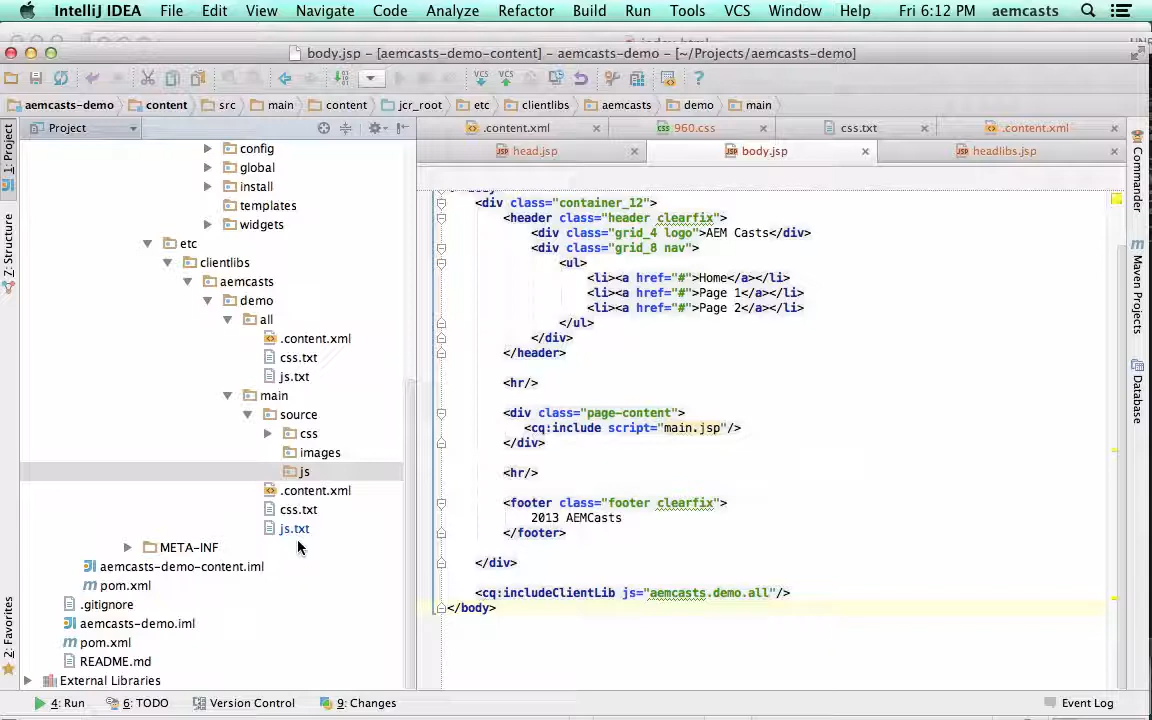 IntelliJ IDEA File Edit View Navigate Code Analyze Refactor Build Run Tools VCS Window Help Fri 6:12 PM aemcasts
body.jsp – [aemcasts-demo-content] – aemcasts-demo – [~/Projects/aemcasts-demo]
VCS VCS ?
aemcasts-demo content src main content jcr_root etc clientlibs aemcasts demo main
Project .content.xml 960.css css.txt .content.xml
head.jsp body.jsp headlibs.jsp
1: Project
Z: Structure
2: Favorites
config
global
install
templates
widgets
etc
clientlibs
aemcasts
demo
all
.content.xml
css.txt
js.txt
main
source
css
images
js
.content.xml
css.txt
js.txt
META-INF
aemcasts-demo-content.iml
pom.xml
.gitignore
aemcasts-demo.iml
pom.xml
README.md
External Libraries
<div class="container_12">
<header class="header clearfix">
<div class="grid_4 logo">AEM Casts</div>
<div class="grid_8 nav">
<ul>
<li><a href="#">Home</a></li>
<li><a href="#">Page 1</a></li>
<li><a href="#">Page 2</a></li>
</ul>
</div>
</header>
<hr/>
<div class="page-content">
<cq:include script="main.jsp"/>
</div>
<hr/>
<footer class="footer clearfix">
2013 AEMCasts
</footer>
</div>
<cq:includeClientLib js="aemcasts.demo.all"/>
</body>
Commander
Maven Projects
Database
4: Run 6: TODO Version Control 9: Changes Event Log